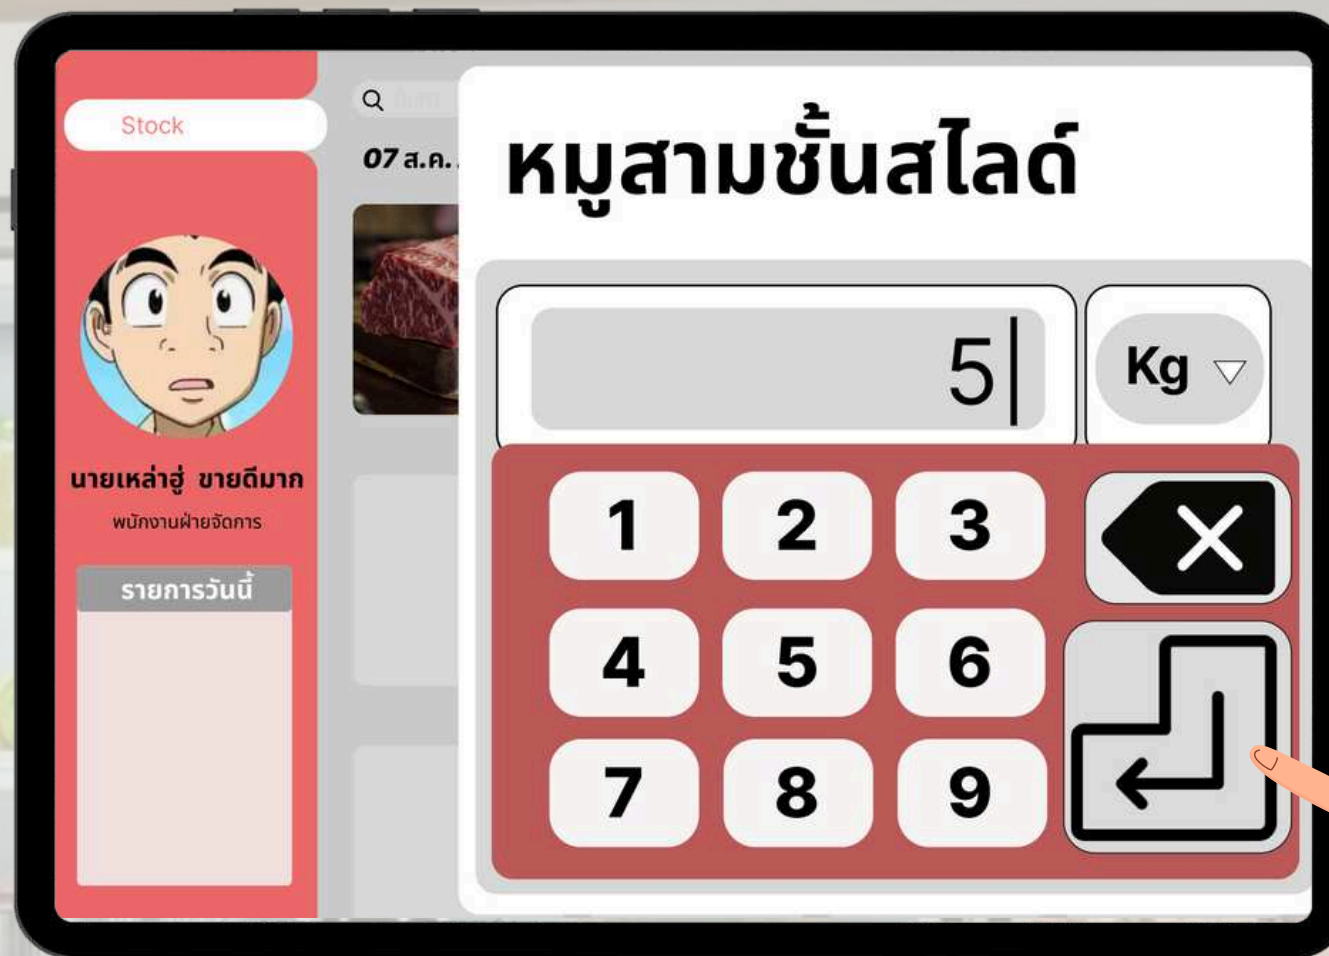 Stock
นายเหล่าฮู่ ขายดีมาก
พนักงานฝ่ายจัดการ
รายการวันนี้
07 ส.ค.
หมูสามชั้นสไลด์
5
Kg
1 2 3
4 5 6
7 8 9